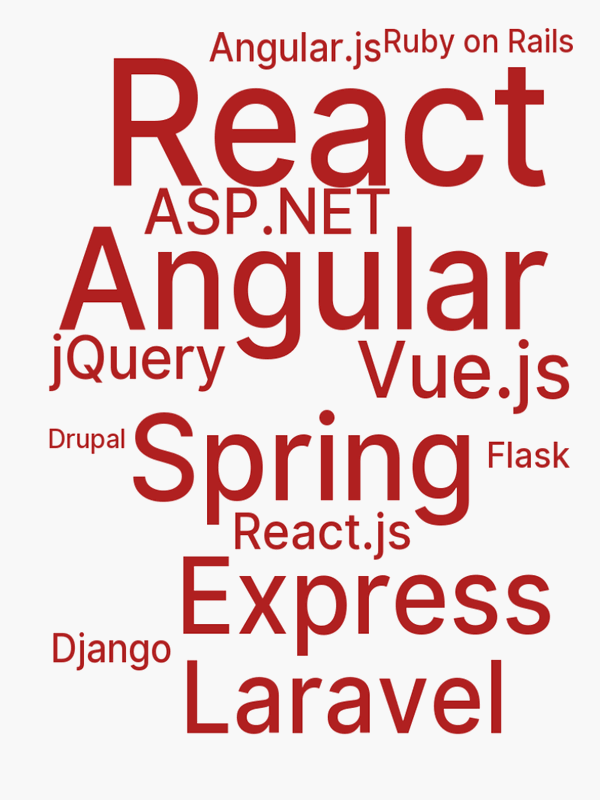 Angular.js
Ruby on Rails
React
ASP.NET
Angular
jQuery
Vue.js
Drupal
Spring
Flask
React.js
Express
Django
Laravel